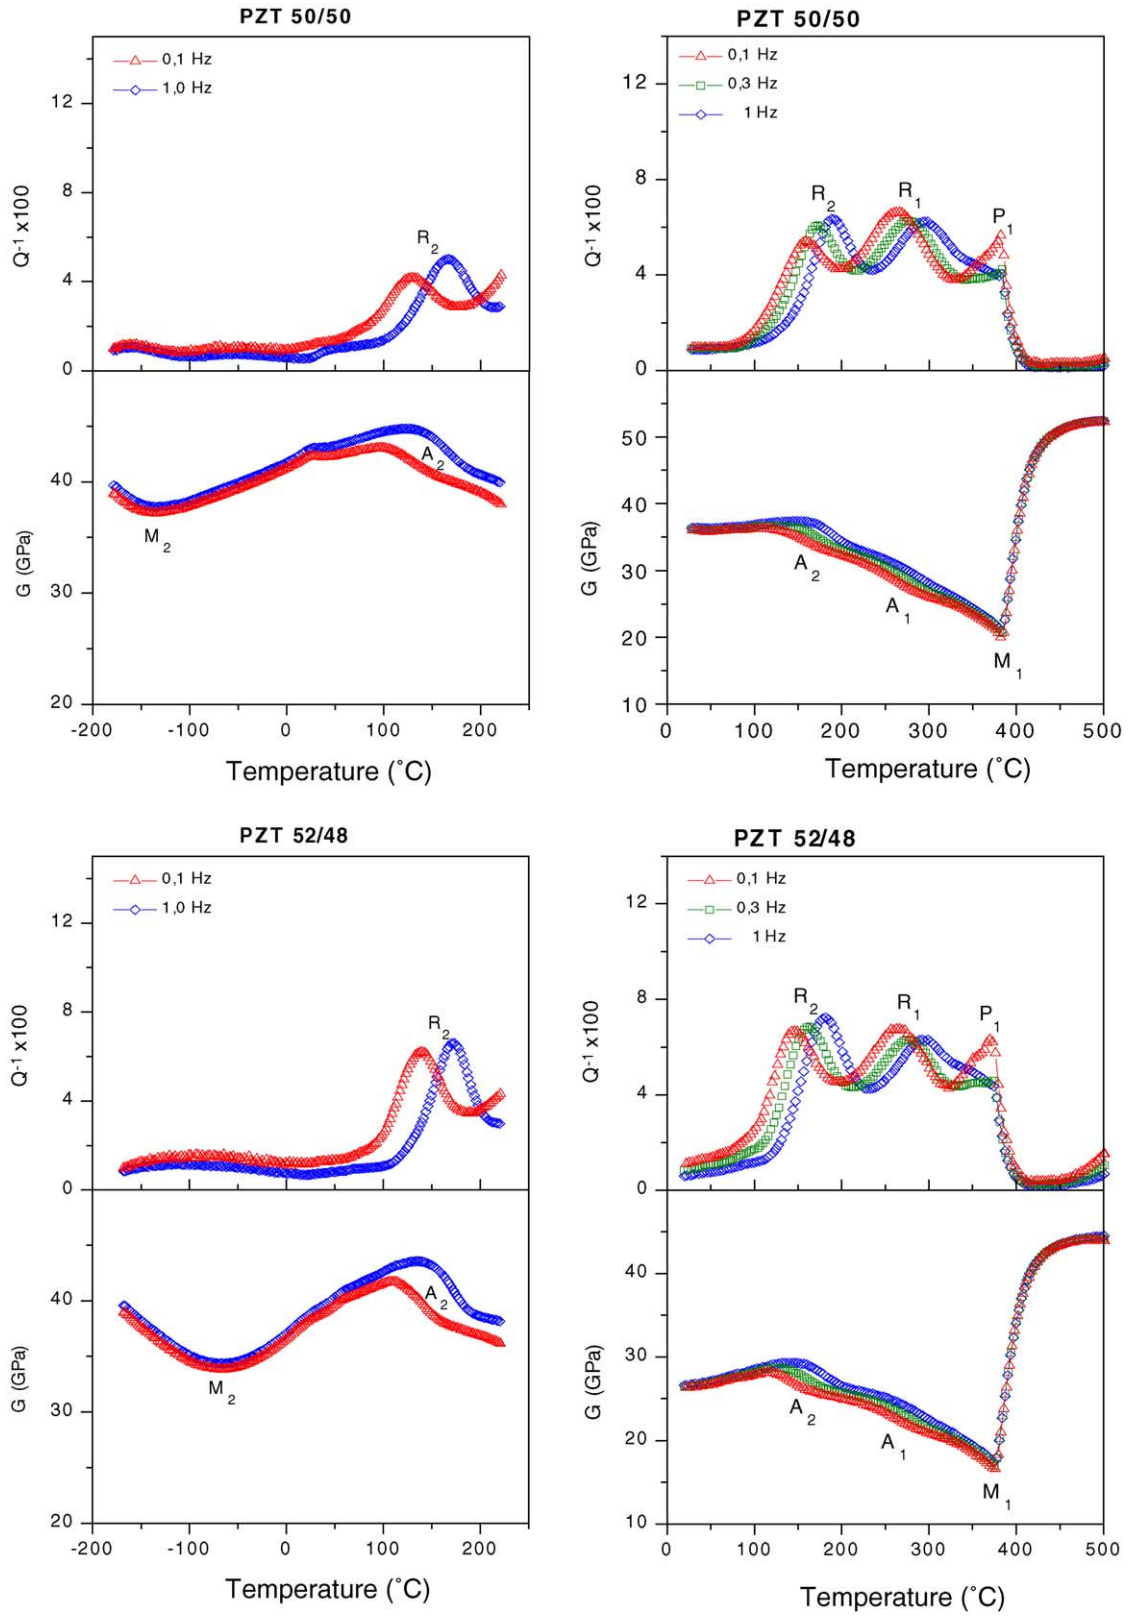 PZT 50/50
0,1 Hz
1,0 Hz
12
8
4
0
Q⁻¹ x100
R₂
40
30
20
G (GPa)
A₂
M₂
-200 -100 0 100 200
Temperature (˚C)
PZT 50/50
0,1 Hz
0,3 Hz
1 Hz
12
8
4
0
Q⁻¹ x100
R₂ R₁ P₁
50
40
30
20
10
G (GPa)
A₂
A₁
M₁
0 100 200 300 400 500
Temperature (˚C)
PZT 52/48
0,1 Hz
1,0 Hz
12
8
4
0
Q⁻¹ x100
R₂
40
30
20
G (GPa)
A₂
M₂
-200 -100 0 100 200
Temperature (˚C)
PZT 52/48
0,1 Hz
0,3 Hz
1 Hz
12
8
4
0
Q⁻¹ x100
R₂ R₁ P₁
40
30
20
10
G (GPa)
A₂
A₁
M₁
0 100 200 300 400 500
Temperature (˚C)